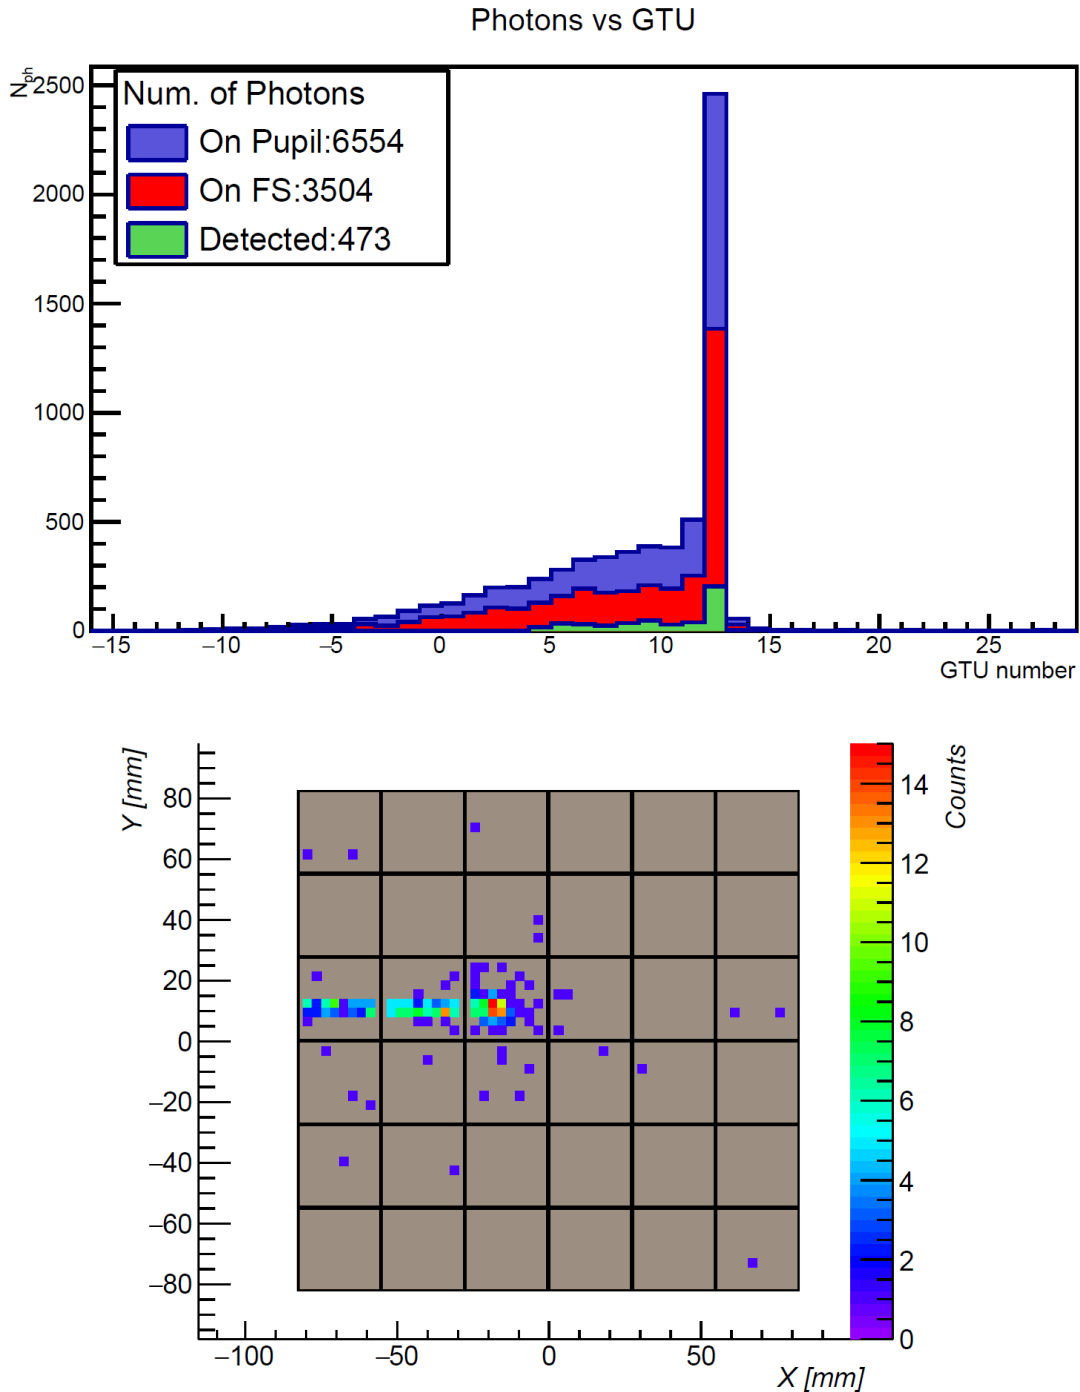 Photons vs GTU
Nph
2500
2000
1500
1000
500
0
Num. of Photons
On Pupil:6554
On FS:3504
Detected:473
−15 −10 −5 0 5 10 15 20 25
GTU number
Y [mm]
80
60
40
20
0
−20
−40
−60
−80
−100 −50 0 50
X [mm]
Counts
14
12
10
8
6
4
2
0